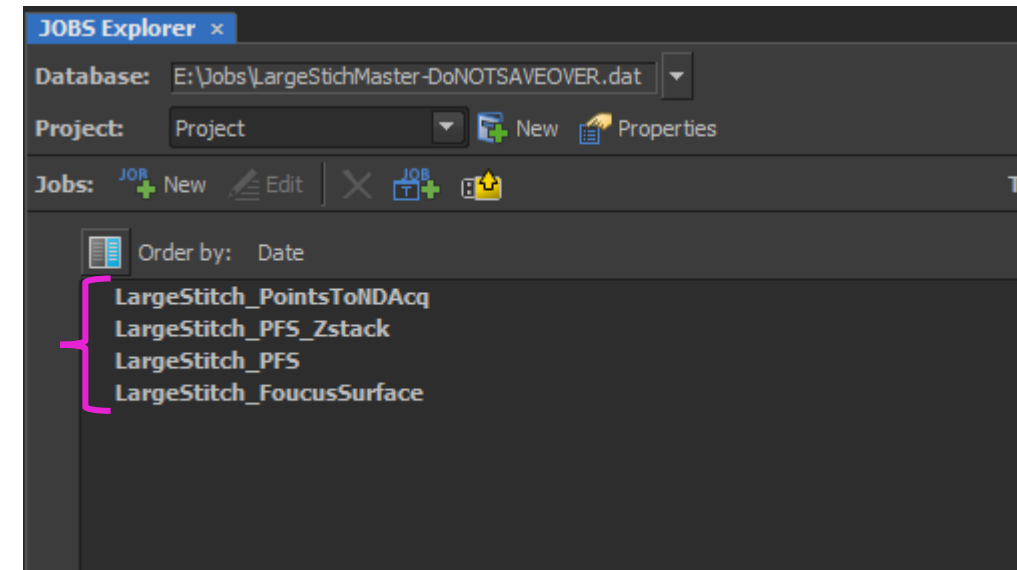 JOBS Explorer ×
Database: E:\Jobs\LargeStichMaster-DoNOTSAVEOVER.dat
Project: Project New Properties
Jobs: JOB New Edit JOB T T
Order by: Date
LargeStitch_PointsToNDAcq
LargeStitch_PFS_Zstack
LargeStitch_PFS
LargeStitch_FoucusSurface